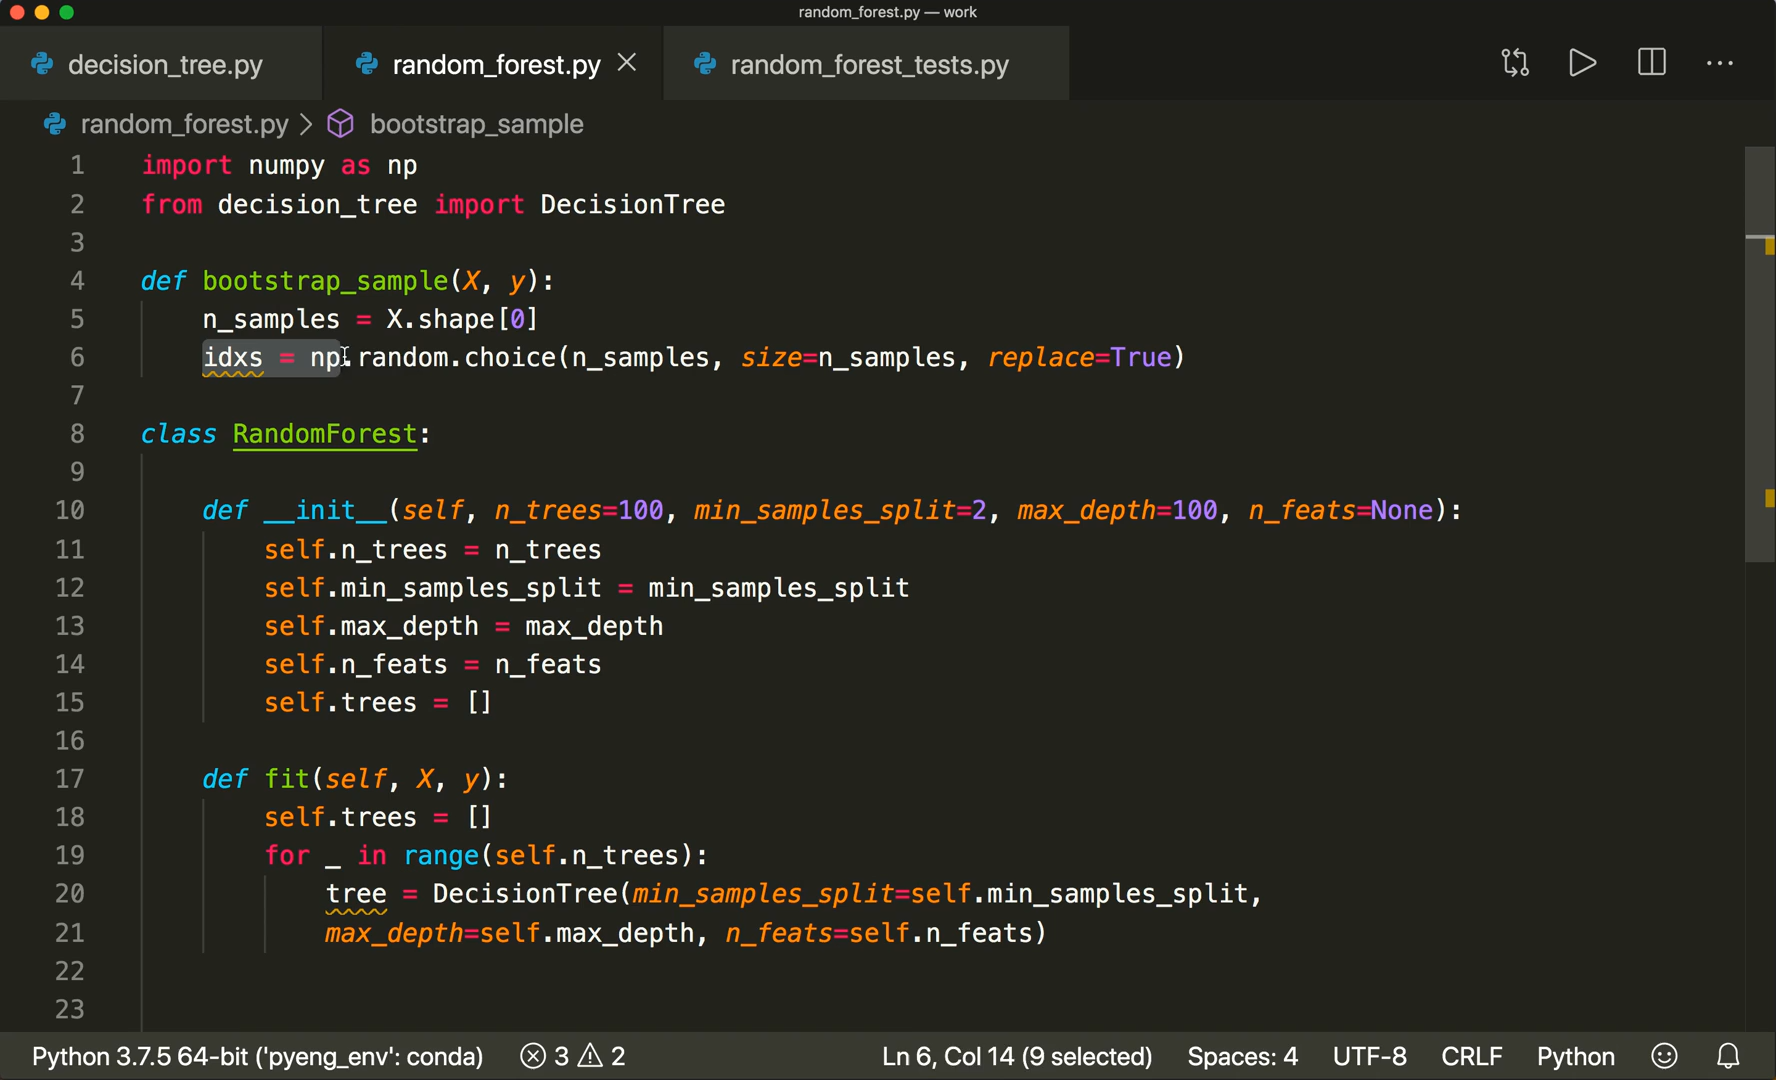 random_forest.py — work
decision_tree.py
random_forest.py
random_forest_tests.py
random_forest.py > bootstrap_sample
1 import numpy as np
2 from decision_tree import DecisionTree
3
4 def bootstrap_sample(X, y):
5     n_samples = X.shape[0]
6     idxs = np.random.choice(n_samples, size=n_samples, replace=True)
7
8 class RandomForest:
9
10     def __init__(self, n_trees=100, min_samples_split=2, max_depth=100, n_feats=None):
11         self.n_trees = n_trees
12         self.min_samples_split = min_samples_split
13         self.max_depth = max_depth
14         self.n_feats = n_feats
15         self.trees = []
16
17     def fit(self, X, y):
18         self.trees = []
19         for _ in range(self.n_trees):
20             tree = DecisionTree(min_samples_split=self.min_samples_split,
21             max_depth=self.max_depth, n_feats=self.n_feats)
22
23
Python 3.7.5 64-bit ('pyeng_env': conda) 3 2 Ln 6, Col 14 (9 selected) Spaces: 4 UTF-8 CRLF Python